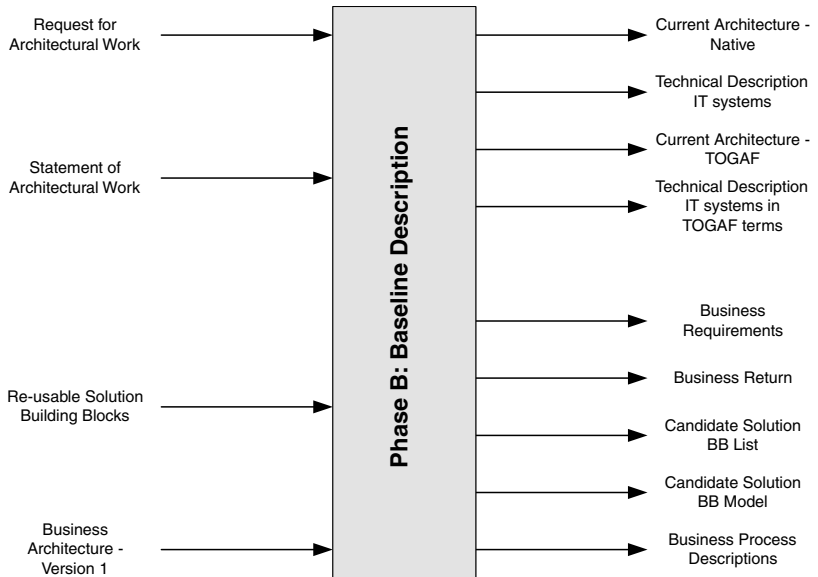 Request for
Architectural Work
Statement of
Architectural Work
Re-usable Solution
Building Blocks
Business
Architecture -
Version 1
Phase B: Baseline Description
Current Architecture -
Native
Technical Description
IT systems
Current Architecture -
TOGAF
Technical Description
IT systems in
TOGAF terms
Business
Requirements
Business Return
Candidate Solution
BB List
Candidate Solution
BB Model
Business Process
Descriptions